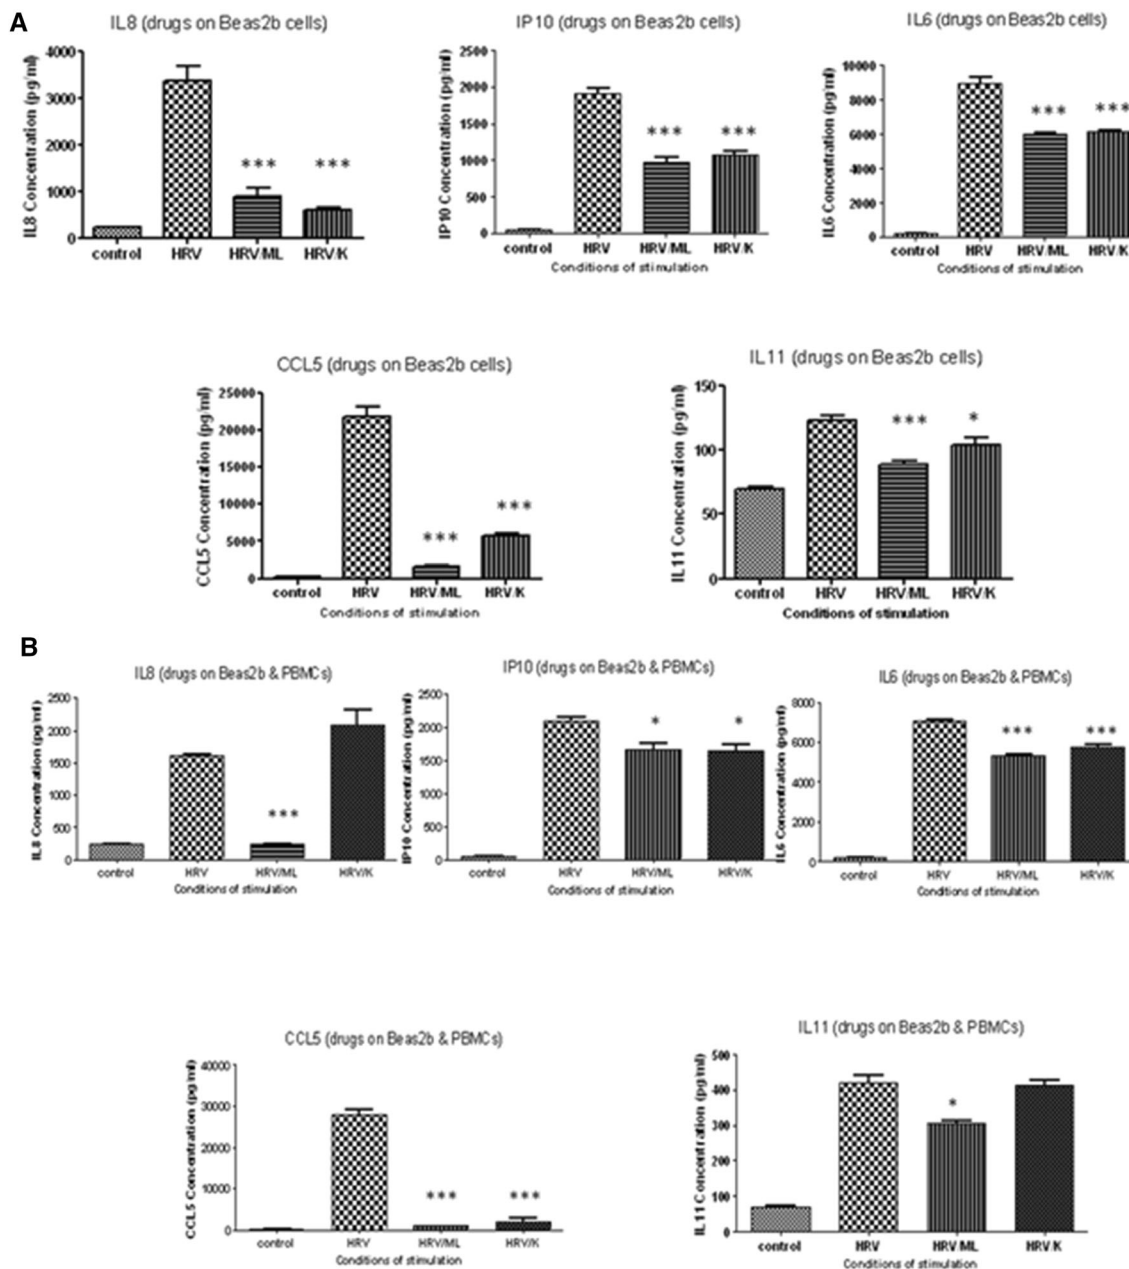 A
IL8 (drugs on Beas2b cells)
IL8 Concentration (pg/ml)
4000
3000
2000
1000
0
*** ***
control HRV HRV/ML HRV/K
IP10 (drugs on Beas2b cells)
IP10 Concentration (pg/ml)
2500
2000
1500
1000
500
0
*** ***
control HRV HRV/ML HRV/K
Conditions of stimulation
IL6 (drugs on Beas2b cells)
IL6 Concentration (pg/ml)
10000
8000
6000
4000
2000
0
*** ***
control HRV HRV/ML HRV/K
Conditions of stimulation
CCL5 (drugs on Beas2b cells)
CCL5 Concentration (pg/ml)
25000
20000
15000
10000
5000
0
*** ***
control HRV HRV/ML HRV/K
Conditions of stimulation
IL11 (drugs on Beas2b cells)
IL11 Concentration (pg/ml)
150
100
50
0
*** *
control HRV HRV/ML HRV/K
Conditions of stimulation
B
IL8 (drugs on Beas2b & PBMCs)
IL8 Concentration (pg/ml)
2500
2000
1500
1000
500
0
***
control HRV HRV/ML HRV/K
Conditions of stimulation
IP10 (drugs on Beas2b & PBMCs)
IP10 Concentration (pg/ml)
2500
2000
1500
1000
500
0
* *
control HRV HRV/ML HRV/K
Conditions of stimulation
IL6 (drugs on Beas2b & PBMCs)
IL6 Concentration (pg/ml)
8000
6000
4000
2000
0
*** ***
control HRV HRV/ML HRV/K
Conditions of stimulation
CCL5 (drugs on Beas2b & PBMCs)
CCL5 Concentration (pg/ml)
40000
30000
20000
10000
0
*** ***
control HRV HRV/ML HRV/K
Conditions of stimulation
IL11 (drugs on Beas2b & PBMCs)
IL11 Concentration (pg/ml)
500
400
300
200
100
0
*
control HRV HRV/ML HRV/K
Conditions of stimulation